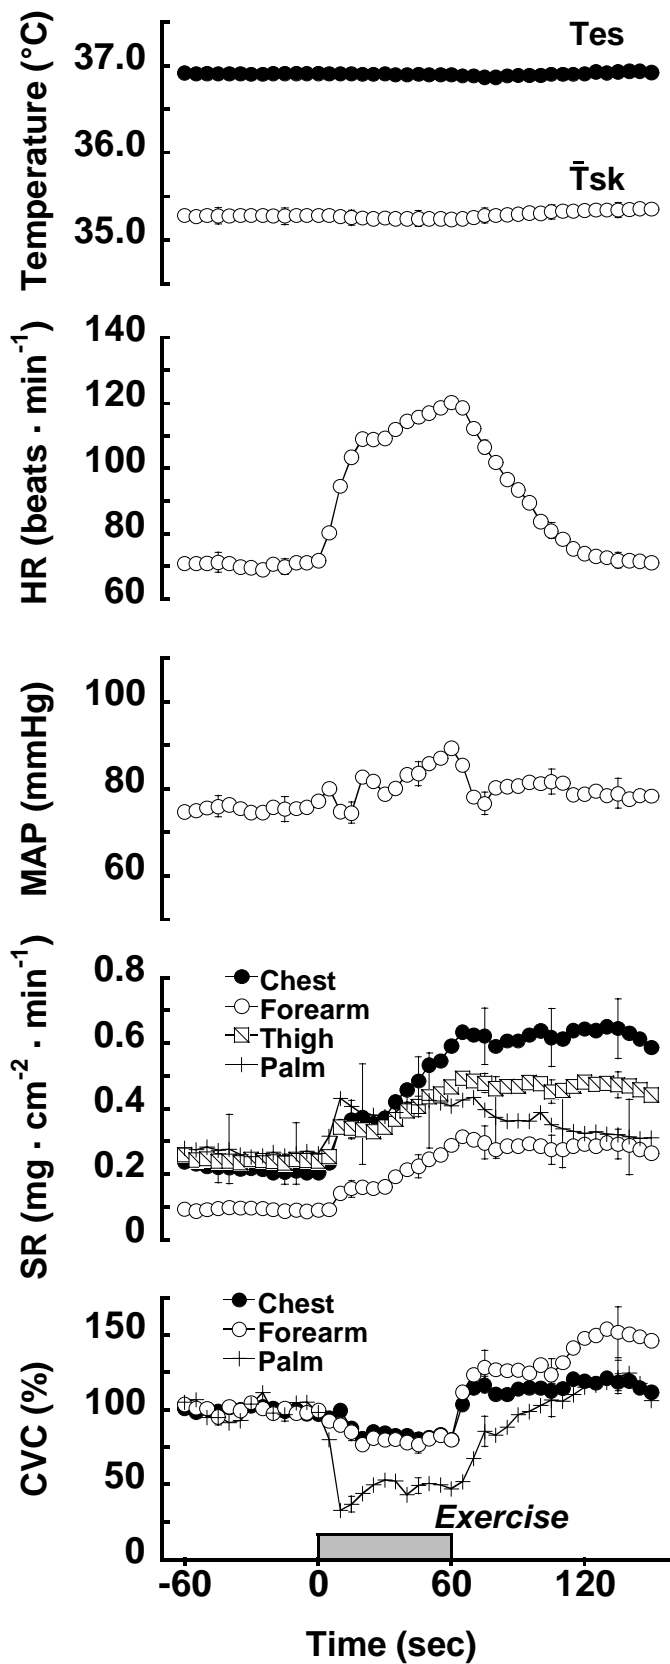 Temperature (°C)
37.0
36.0
35.0
Tes
T̄sk
HR (beats · min⁻¹)
140
120
100
80
60
MAP (mmHg)
100
80
60
SR (mg · cm⁻² · min⁻¹)
0.8
0.6
0.4
0.2
0
Chest
Forearm
Thigh
Palm
CVC (%)
150
100
50
0
Chest
Forearm
Palm
Exercise
-60 0 60 120
Time (sec)